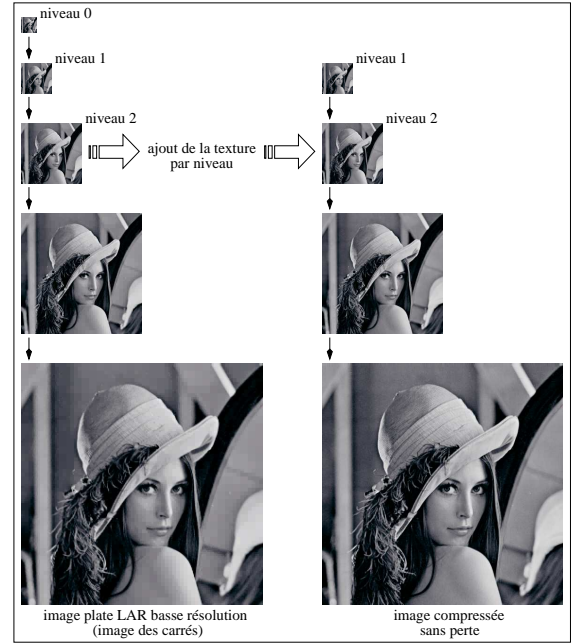 niveau 0
niveau 1
niveau 1
niveau 2
niveau 2
ajout de la texture
par niveau
image plate LAR basse résolution
(image des carrés)
image compressée
sans perte